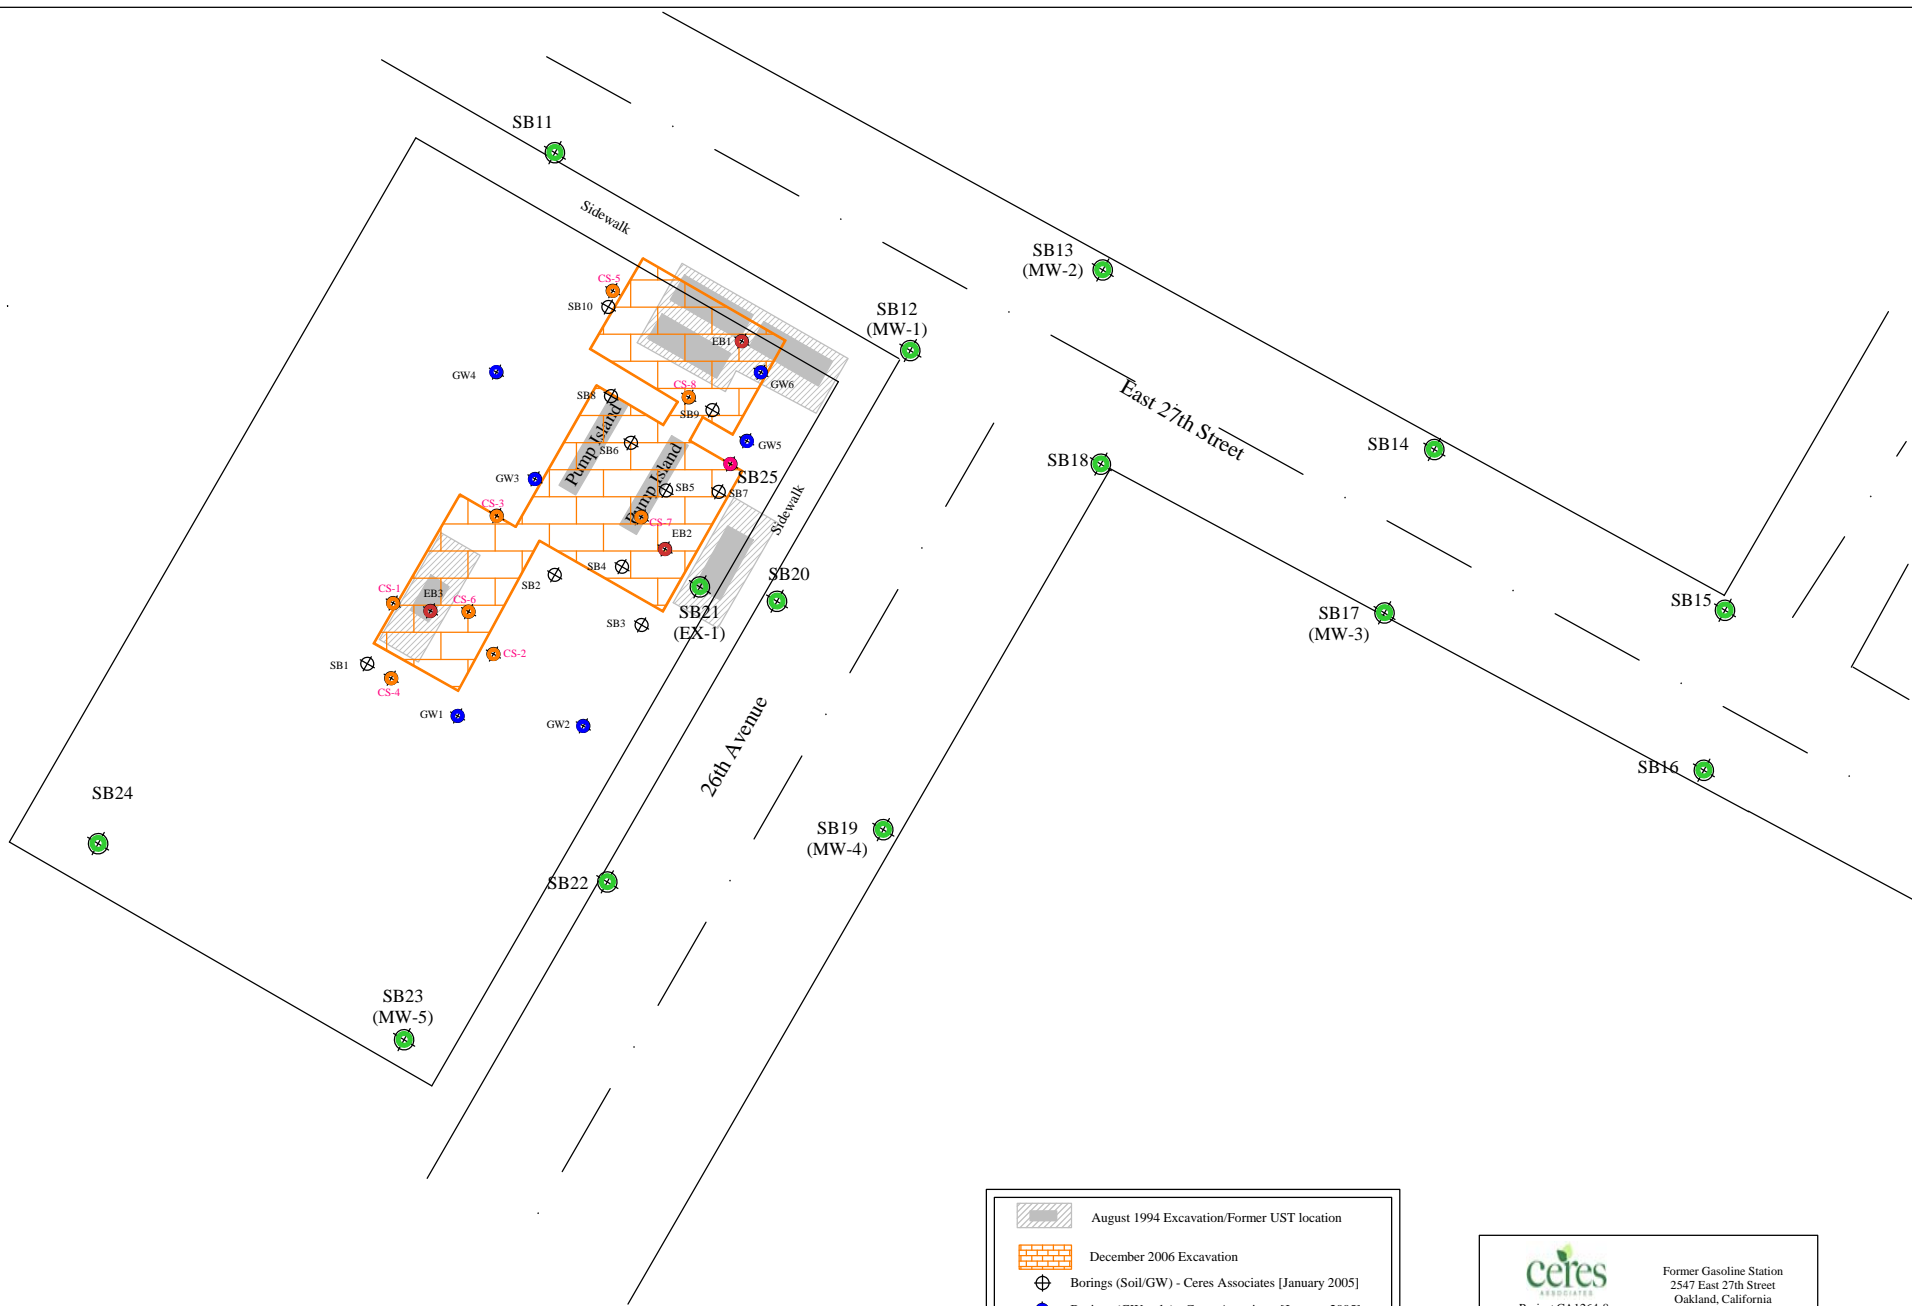 SB11
Sidewalk
SB13
(MW-2)
CS-5
SB10
SB12
(MW-1)
EB1
GW4
GW6
CS-8
SB8
SB9
East 27th Street
Pump Island
SB6
GW5
SB14
Pump Island
SB18
GW3
SB25
SB5
SB7
CS-3
Sidewalk
CS-7
EB2
SB4
SB2
SB20
CS-1
EB3
CS-6
SB21
(EX-1)
SB3
SB17
(MW-3)
SB15
SB1
CS-2
CS-4
GW1
GW2
26th Avenue
SB16
SB24
SB19
(MW-4)
SB22
SB23
(MW-5)
August 1994 Excavation/Former UST location
December 2006 Excavation
Borings (Soil/GW) - Ceres Associates [January 2005]
ceres
ASSOCIATES
Former Gasoline Station
2547 East 27th Street
Oakland, California